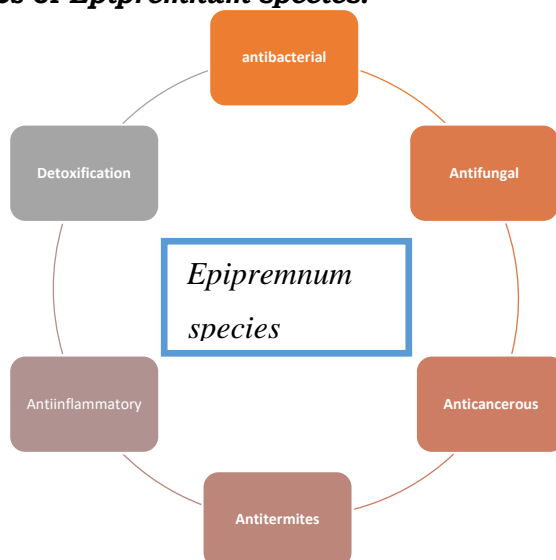 of Epipremnum species.
antibacterial
Detoxification
Antifungal
Epipremnum
species
Antiinflammatory
Anticancerous
Antitermites